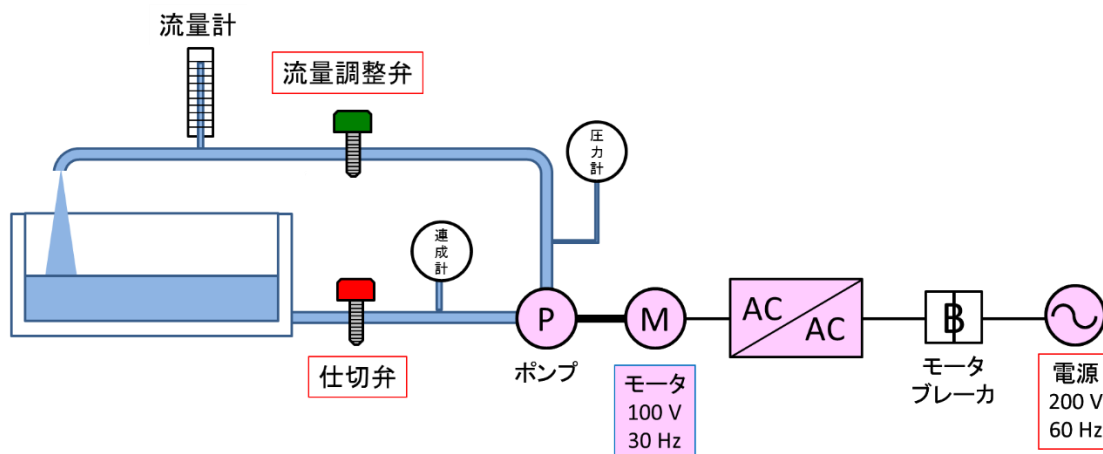 流量計
流量調整弁
圧力計
連成計
仕切弁
P
ポンプ
M
モータ
100 V
30 Hz
AC
AC
B
モータ
ブレーカ
電源
200 V
60 Hz